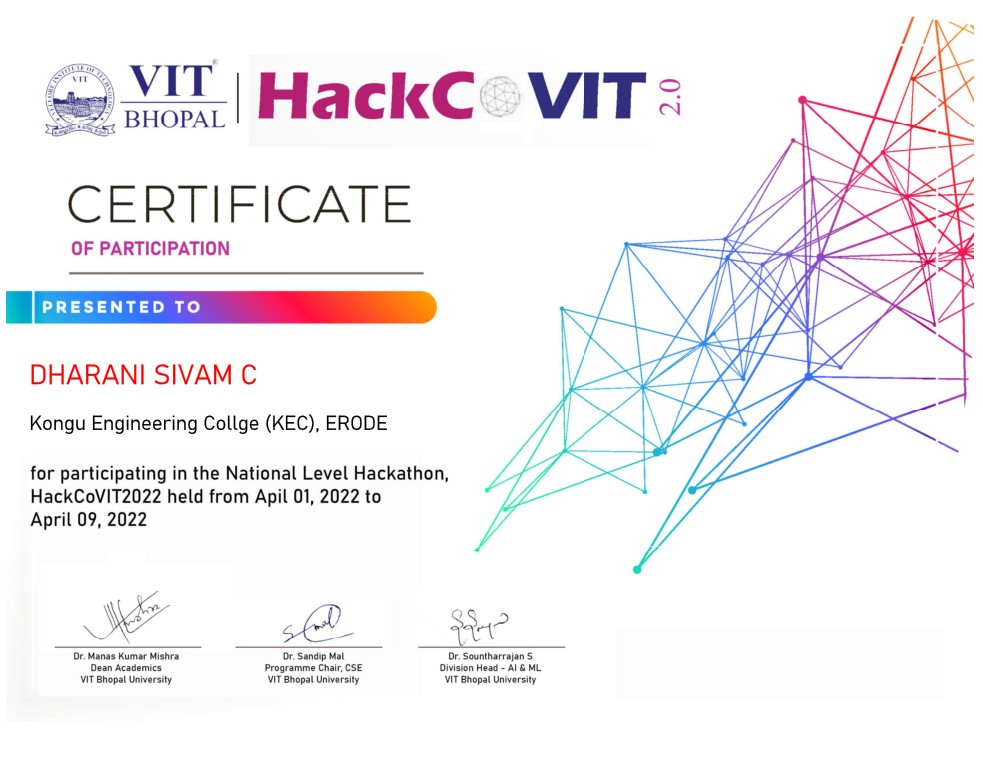 VIT
BHOPAL
HackCoVIT 2.0
CERTIFICATE
OF PARTICIPATION
PRESENTED TO
DHARANI SIVAM C
Kongu Engineering Collge (KEC), ERODE
for participating in the National Level Hackathon,
HackCoVIT2022 held from Apil 01, 2022 to
April 09, 2022
Dr. Manas Kumar Mishra
Dean Academics
VIT Bhopal University
Dr. Sandip Mal
Programme Chair, CSE
VIT Bhopal University
Dr. Sountharrajan S
Division Head - AI & ML
VIT Bhopal University